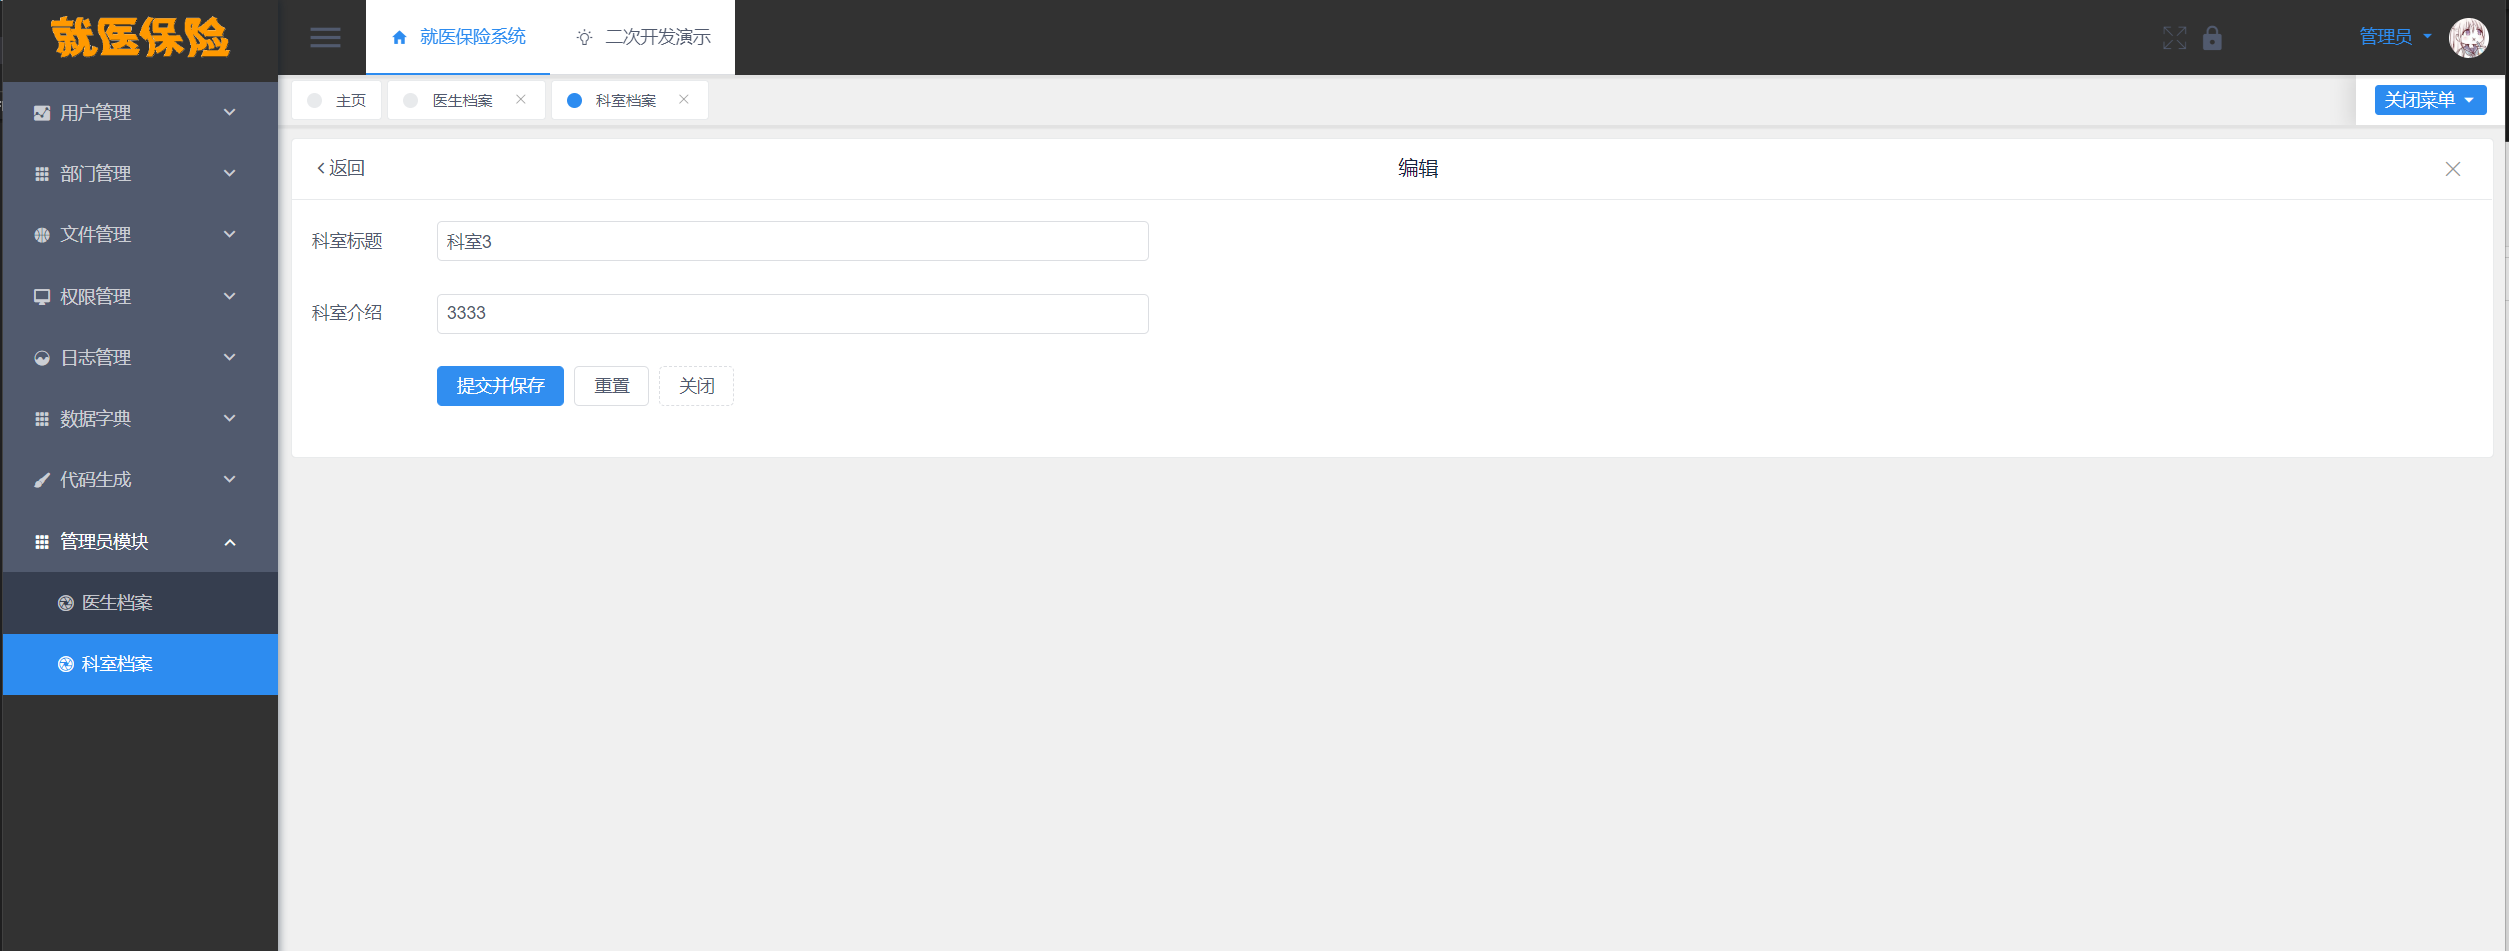 就医保险
就医保险系统
二次开发演示
管理员
用户管理
部门管理
文件管理
权限管理
日志管理
数据字典
代码生成
管理员模块
医生档案
科室档案
主页
医生档案
科室档案
关闭菜单
返回
编辑
科室标题
科室3
科室介绍
3333
提交并保存
重置
关闭